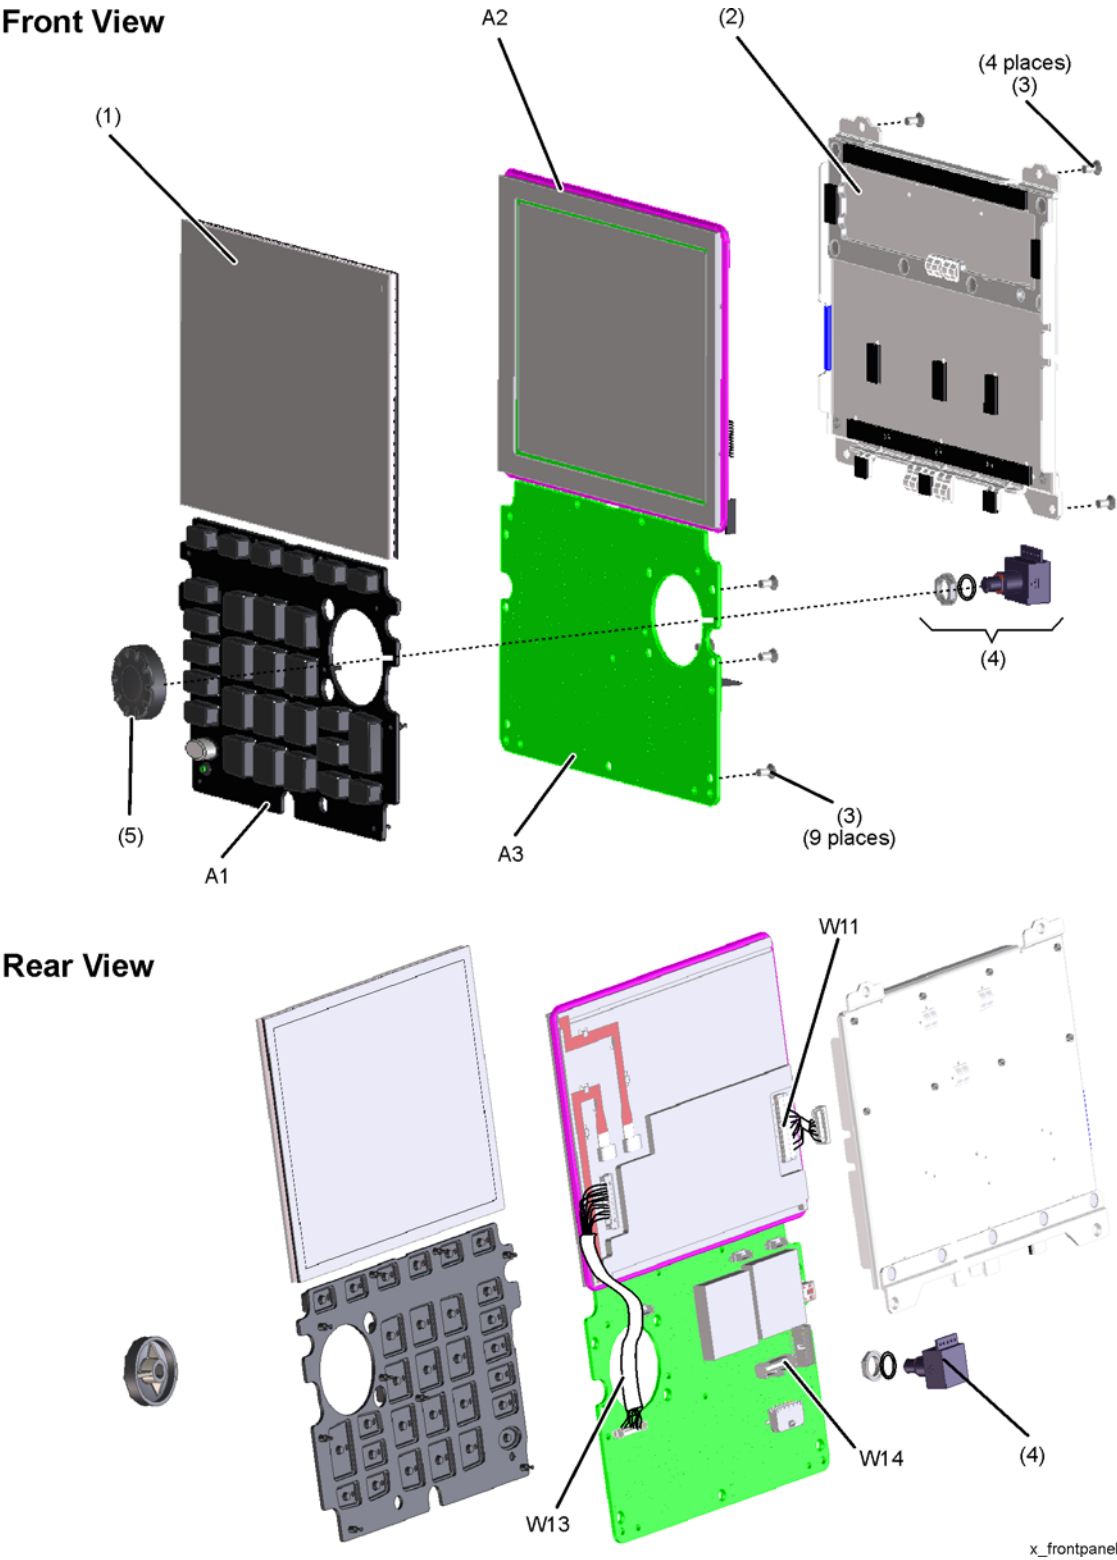 Front View
A2
(2)
(4 places)
(3)
(1)
(4)
(5)
A1
A3
(3)
(9 places)
Rear View
W11
W14
(4)
W13
x_frontpanel